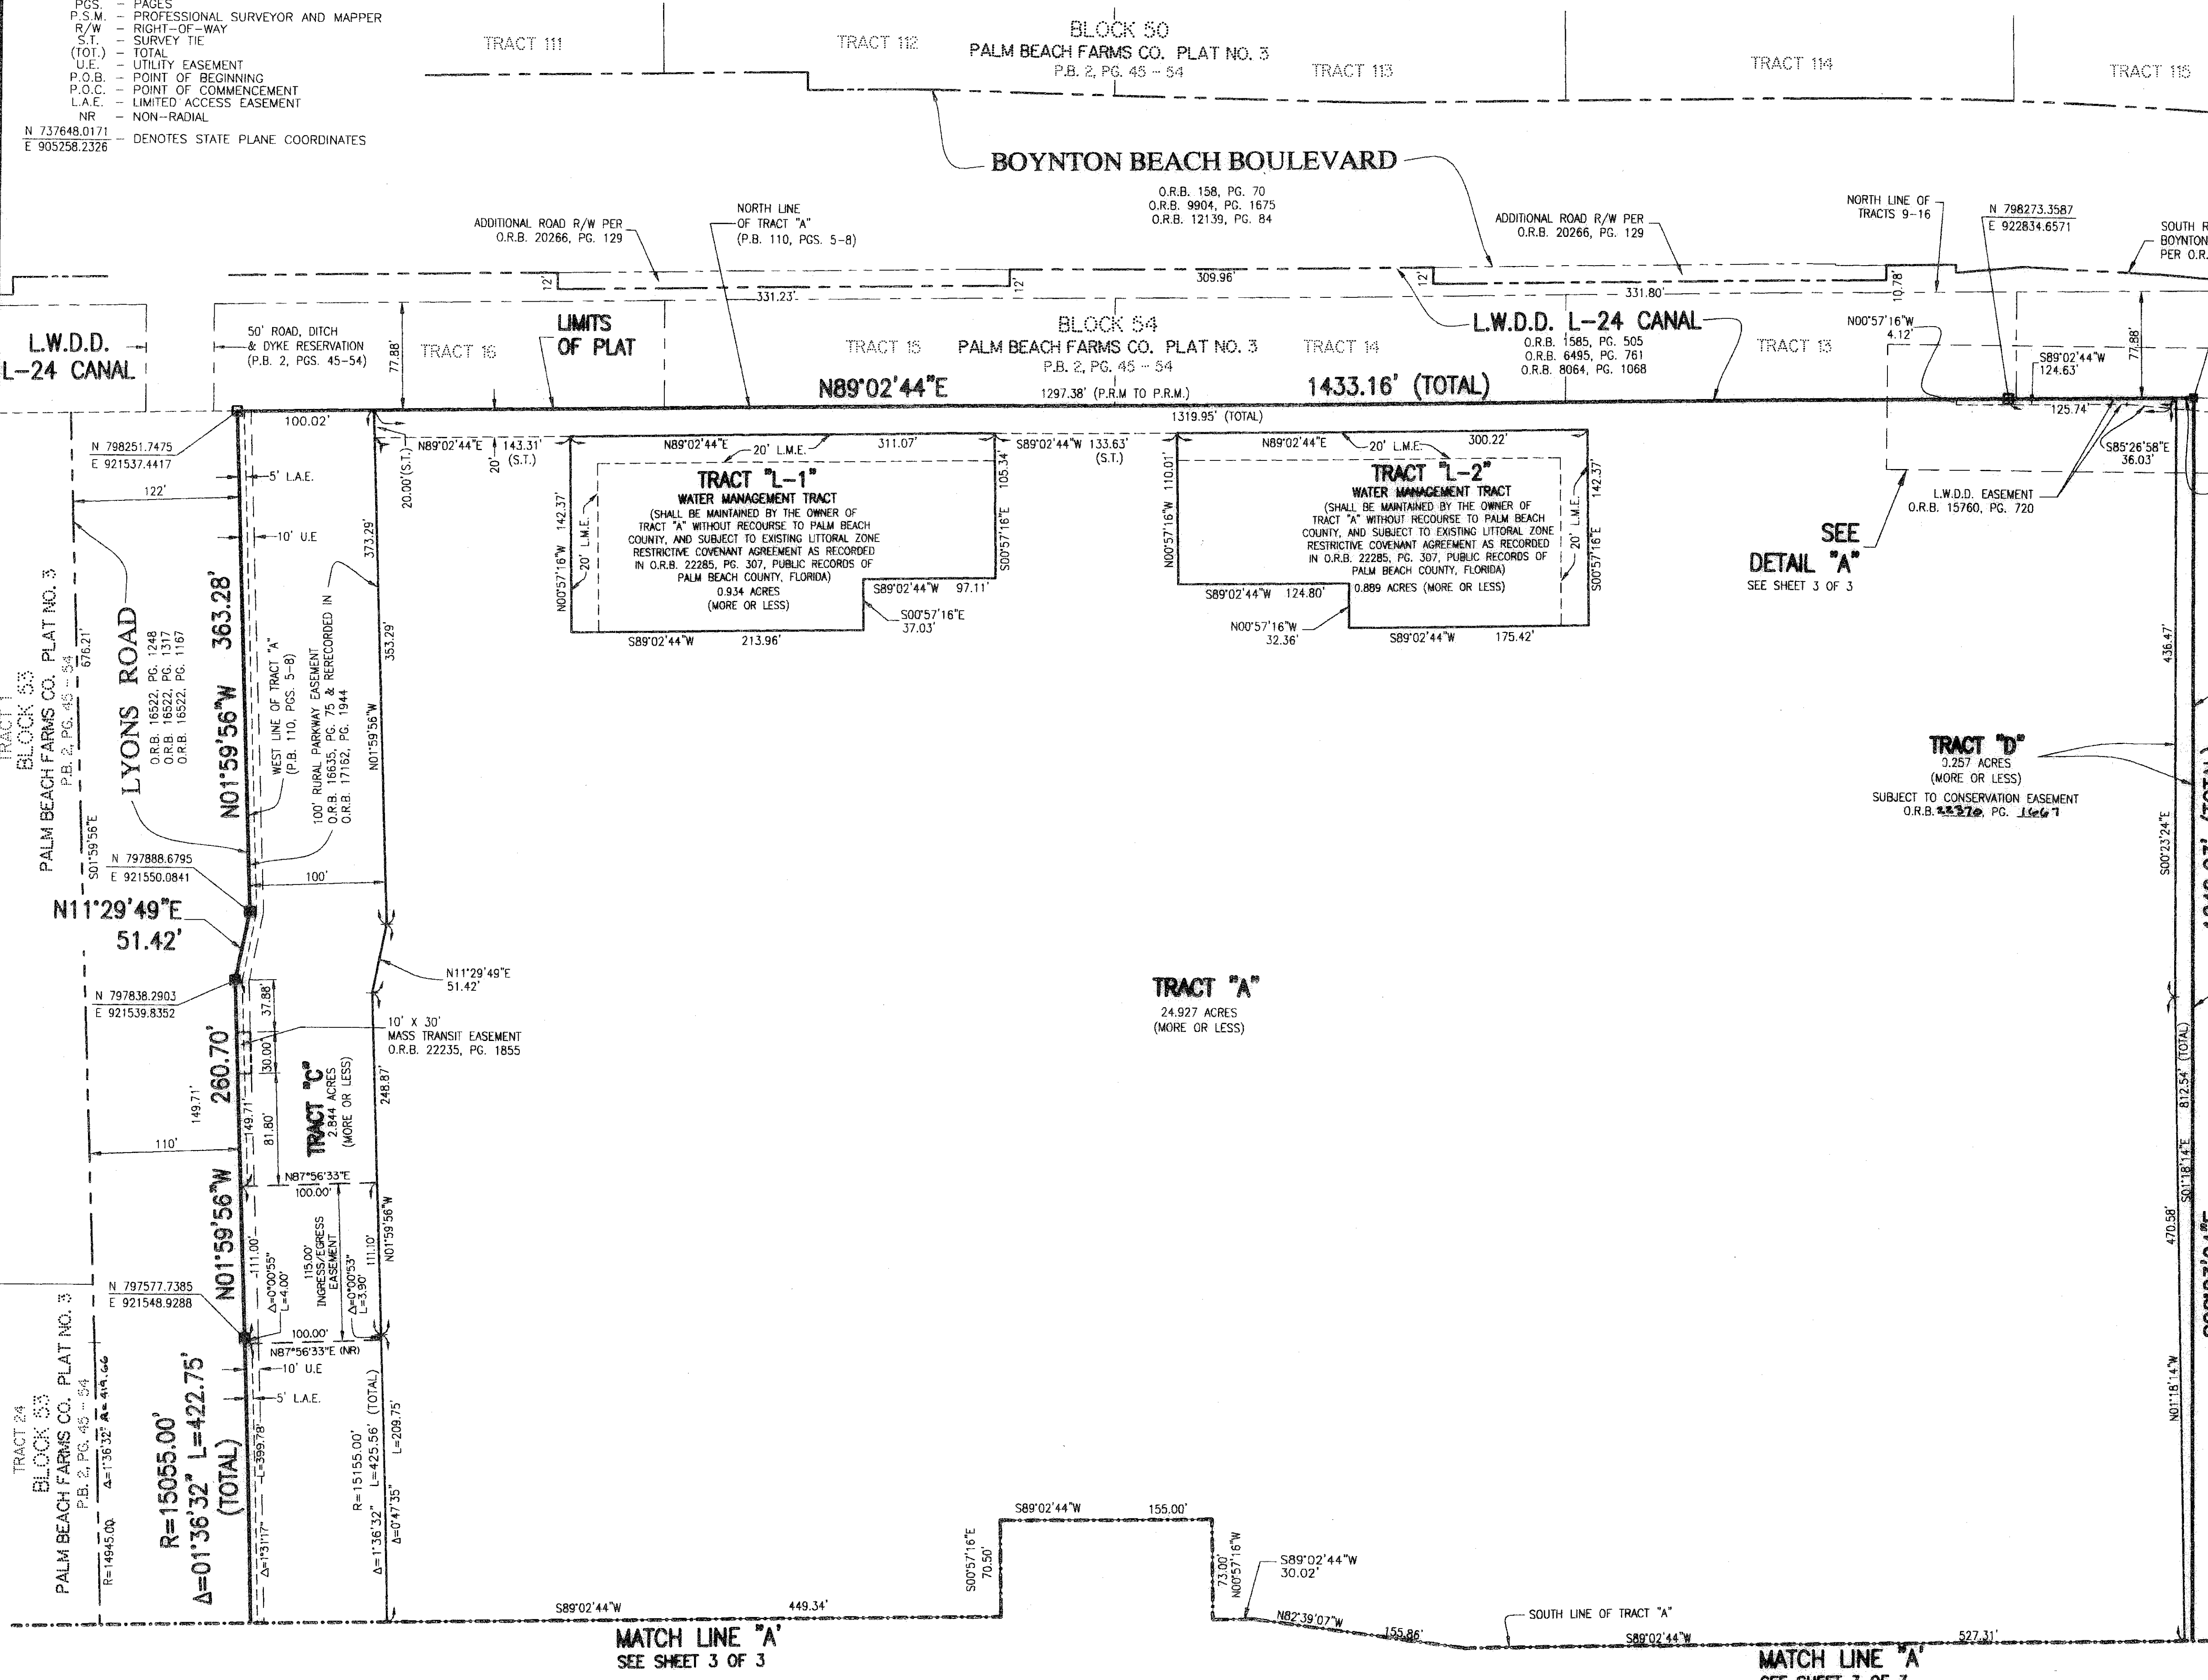 PGS. - PAGES
P.S.M. - PROFESSIONAL SURVEYOR AND MAPPER
R/W - RIGHT-OF-WAY
S.T. - SURVEY TIE
(TOT.) - TOTAL
U.E. - UTILITY EASEMENT
P.O.B. - POINT OF BEGINNING
P.O.C. - POINT OF COMMENCEMENT
L.A.E. - LIMITED ACCESS EASEMENT
NR - NON-RADIAL
N 737648.0171
E 905258.2326 - DENOTES STATE PLANE COORDINATES
TRACT 111
TRACT 112
BLOCK 50
PALM BEACH FARMS CO. PLAT NO. 3
P.B. 2, PG. 45 - 54
TRACT 113
TRACT 114
TRACT 115
BOYNTON BEACH BOULEVARD
O.R.B. 158, PG. 70
O.R.B. 9904, PG. 1675
O.R.B. 12139, PG. 84
ADDITIONAL ROAD R/W PER
O.R.B. 20266, PG. 129
NORTH LINE
OF TRACT "A"
(P.B. 110, PGS. 5-8)
ADDITIONAL ROAD R/W PER
O.R.B. 20266, PG. 129
NORTH LINE OF
TRACTS 9-16
N 798273.3587
E 922834.6571
SOUTH R
BOYNTON
PER O.R.
12'
331.23'
12'
309.96'
12'
331.80'
10.78'
L.W.D.D.
L-24 CANAL
50' ROAD, DITCH
& DYKE RESERVATION
(P.B. 2, PGS. 45-54)
77.88'
TRACT 16
LIMITS
OF PLAT
TRACT 15
BLOCK 54
PALM BEACH FARMS CO. PLAT NO. 3
P.B. 2, PG. 45 - 54
TRACT 14
L.W.D.D. L-24 CANAL
O.R.B. 1585, PG. 505
O.R.B. 6495, PG. 761
O.R.B. 8064, PG. 1068
TRACT 13
N00°57'16"W
4.12'
S89°02'44"W
124.63'
77.88'
N89°02'44"E
1297.38' (P.R.M TO P.R.M.)
1433.16' (TOTAL)
100.02'
1319.95' (TOTAL)
125.74'
S85°26'58"E
36.03'
N 798251.7475
E 921537.4417
5' L.A.E.
122'
10' U.E
20.00'(S.T.)
N89°02'44"E 143.31'
(S.T.)
20'
N89°02'44"E
311.07'
20' L.M.E.
TRACT "L-1"
WATER MANAGEMENT TRACT
(SHALL BE MAINTAINED BY THE OWNER OF
TRACT "A" WITHOUT RECOURSE TO PALM BEACH
COUNTY, AND SUBJECT TO EXISTING LITTORAL ZONE
RESTRICTIVE COVENANT AGREEMENT AS RECORDED
IN O.R.B. 22285, PG. 307, PUBLIC RECORDS OF
PALM BEACH COUNTY, FLORIDA)
0.934 ACRES
(MORE OR LESS)
N00°57'16"W 142.37'
20' L.M.E.
S00°57'16"E 105.34'
S89°02'44"W 97.11'
S00°57'16"E
37.03'
S89°02'44"W 213.96'
S89°02'44"W 133.63'
(S.T.)
N00°57'16"W 110.01'
N89°02'44"E
300.22'
20' L.M.E.
TRACT "L-2"
WATER MANAGEMENT TRACT
(SHALL BE MAINTAINED BY THE OWNER OF
TRACT "A" WITHOUT RECOURSE TO PALM BEACH
COUNTY, AND SUBJECT TO EXISTING LITTORAL ZONE
RESTRICTIVE COVENANT AGREEMENT AS RECORDED
IN O.R.B. 22285, PG. 307, PUBLIC RECORDS OF
PALM BEACH COUNTY, FLORIDA)
0.889 ACRES (MORE OR LESS)
20' L.M.E.
S00°57'16"E 142.37'
S89°02'44"W 124.80'
N00°57'16"W
32.36'
S89°02'44"W 175.42'
L.W.D.D. EASEMENT
O.R.B. 15760, PG. 720
SEE
DETAIL "A"
SEE SHEET 3 OF 3
TRACT 1
BLOCK 53
PALM BEACH FARMS CO. PLAT NO. 3
P.B. 2, PG. 45 - 54
676.21'
S01°59'56"E
LYONS ROAD
O.R.B. 16522, PG. 1248
O.R.B. 16522, PG. 1317
O.R.B. 16522, PG. 1167
N01°59'56"W 363.28'
WEST LINE OF TRACT "A"
(P.B. 110, PGS. 5-8)
100' RURAL PARKWAY EASEMENT
O.R.B. 16635, PG. 75 & RERECORDED IN
O.R.B. 17162, PG. 1944
373.29'
353.29'
N01°59'56"W
N 797888.6795
E 921550.0841
100'
N11°29'49"E
51.42'
N11°29'49"E
51.42'
N 797838.2903
E 921539.8352
37.88'
10' X 30'
MASS TRANSIT EASEMENT
O.R.B. 22235, PG. 1855
30.00'
81.80'
TRACT "C"
2.844 ACRES
(MORE OR LESS)
248.87'
N01°59'56"W 260.70'
149.71'
149.71'
110'
N87°56'33"E
100.00'
111.00'
Δ=0°00'55"
L=4.00'
115.00'
INGRESS/EGRESS
EASEMENT
Δ=0°00'53"
L=3.90'
111.10'
N01°59'56"W
N 797577.7385
E 921548.9288
100.00'
N87°56'33"E (NR)
10' U.E
5' L.A.E.
TRACT 24
BLOCK 53
PALM BEACH FARMS CO. PLAT NO. 3
P.B. 2, PG. 45 - 54
R=14945.00 Δ=1°36'32"
R=15055.00'
Δ=01°36'32" L=422.75'
(TOTAL)
Δ=1°31'17" L=399.78'
R=15155.00'
Δ=1°36'32" L=425.56' (TOTAL)
Δ=0°47'35" L=209.75'
TRACT "A"
24.927 ACRES
(MORE OR LESS)
TRACT "D"
0.257 ACRES
(MORE OR LESS)
SUBJECT TO CONSERVATION EASEMENT
O.R.B. 22370, PG. 1667
436.47'
S00°23'24"E
812.54' (TOTAL)
S01°18'14"E
470.58'
N01°18'14"W
S89°02'44"W 449.34'
S00°57'16"E
70.50'
S89°02'44"W 155.00'
73.00'
N00°57'16"W
S89°02'44"W
30.02'
N82°39'07"W 155.86'
SOUTH LINE OF TRACT "A"
S89°02'44"W 527.31'
MATCH LINE "A'
SEE SHEET 3 OF 3
MATCH LINE "A'